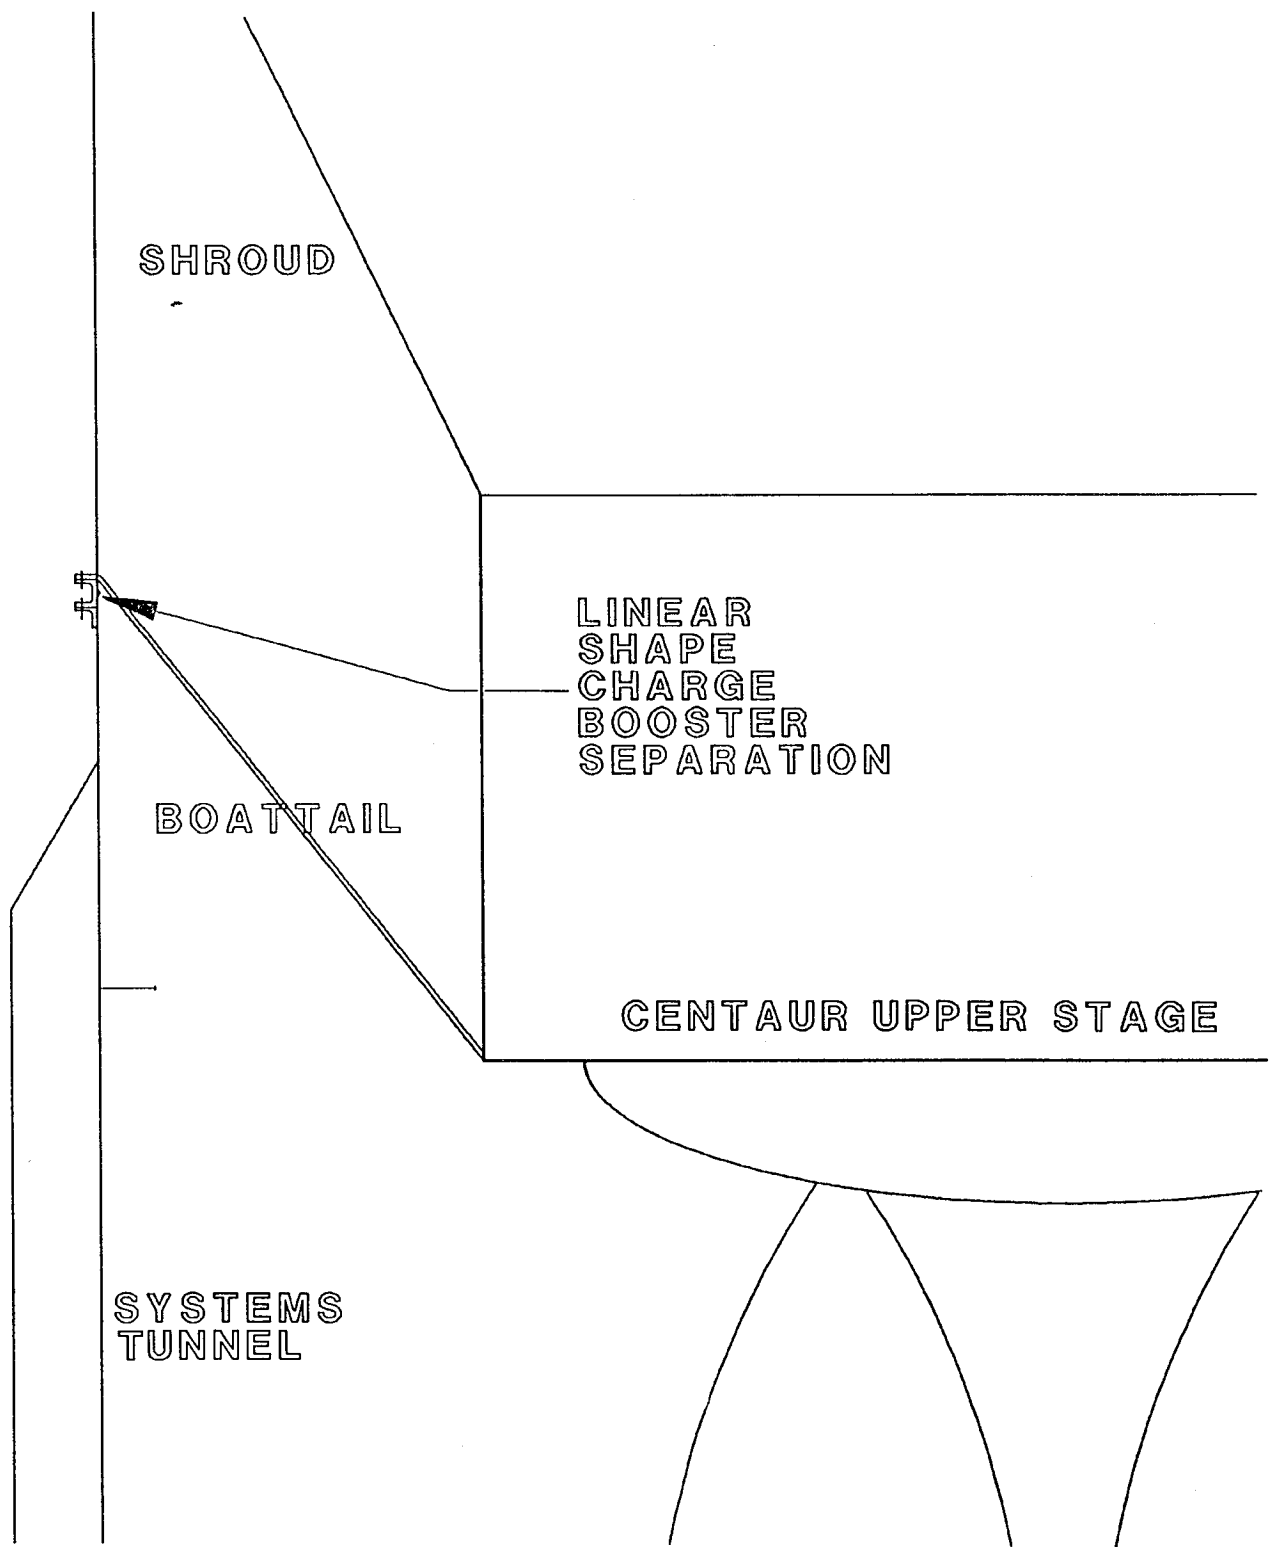 SHROUD
LINEAR
SHAPE
CHARGE
BOOSTER
SEPARATION
BOATTAIL
CENTAUR UPPER STAGE
SYSTEMS
TUNNEL